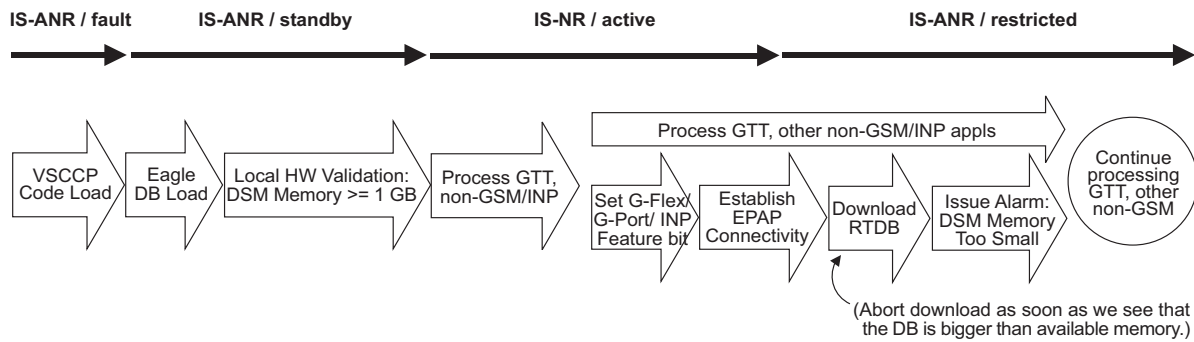 IS-ANR / fault
IS-ANR / standby
IS-NR / active
IS-ANR / restricted
VSCCP
Code Load
Eagle
DB Load
Local HW Validation:
DSM Memory >= 1 GB
Process GTT,
non-GSM/INP
Process GTT, other non-GSM/INP appls
Set G-Flex/
G-Port/ INP
Feature bit
Establish
EPAP
Connectivity
Download
RTDB
Issue Alarm:
DSM Memory
Too Small
Continue
processing
GTT, other
non-GSM
(Abort download as soon as we see that
the DB is bigger than available memory.)